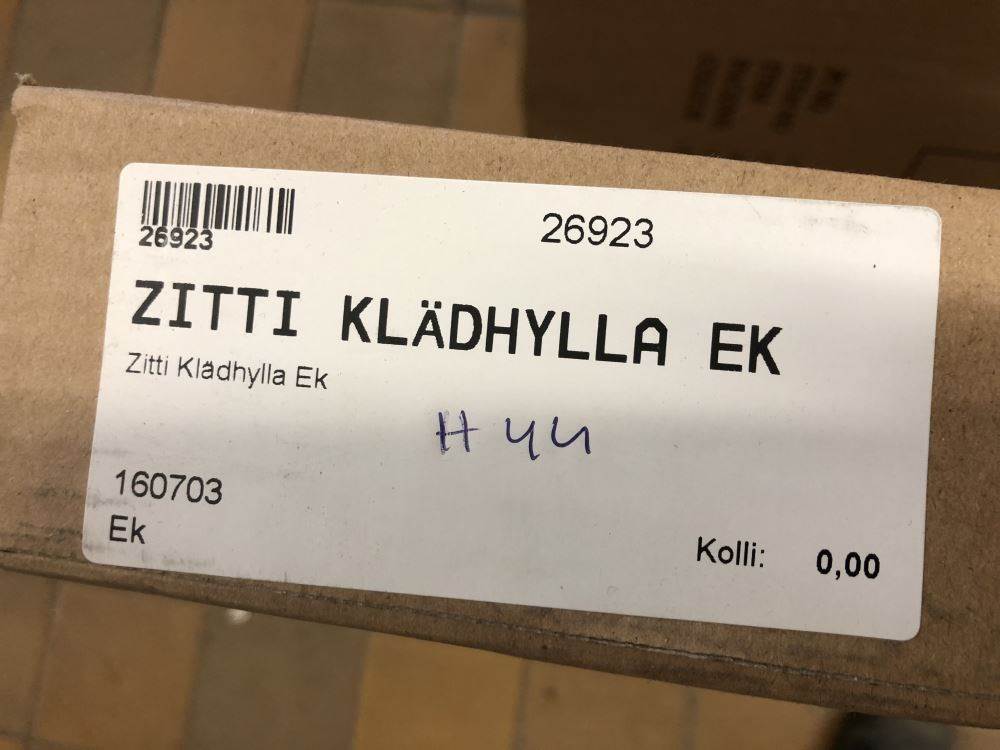 26923
26923
ZITTI KLÄDHYLLA EK
Zitti Klädhylla Ek
H 44
160703
Ek
Kolli: 0,00